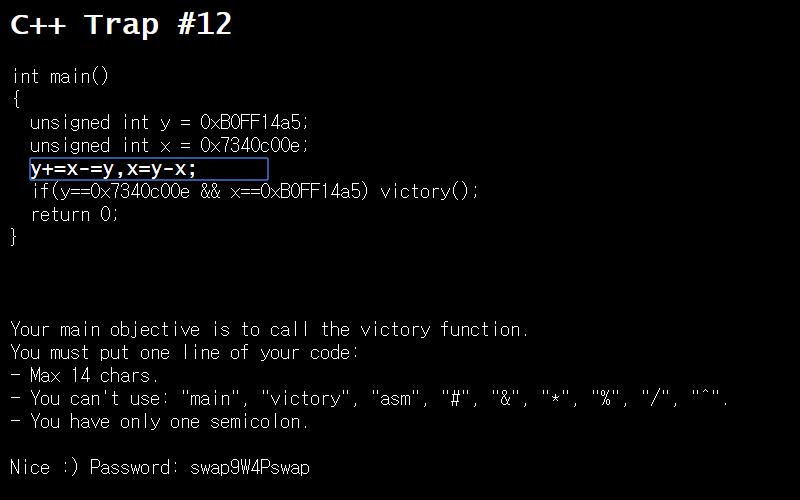 C++ Trap #12
int main()
{
unsigned int y = 0xB0FF14a5;
unsigned int x = 0x7340c00e;
y+=x-=y,x=y-x;
if(y==0x7340c00e && x==0xB0FF14a5) victory();
return 0;
}
Your main objective is to call the victory function.
You must put one line of your code:
- Max 14 chars.
- You can't use: "main", "victory", "asm", "#", "&", "*", "%", "/", "^".
- You have only one semicolon.
Nice :) Password: swap9W4Pswap